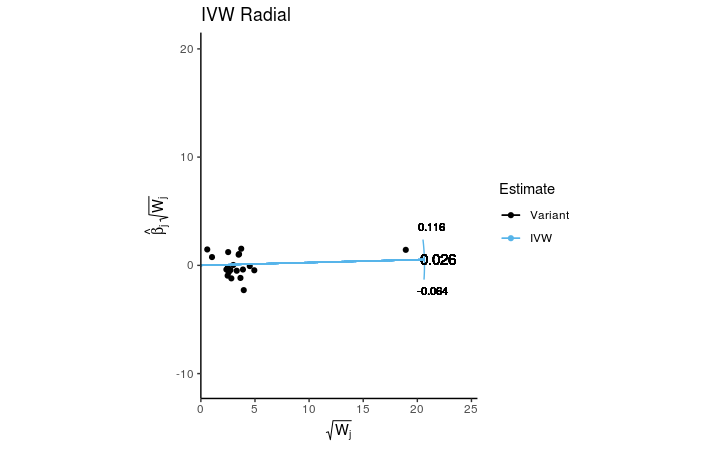 IVW Radial
20
10
0
-10
β̂j√Wj
0.116
0.026
-0.064
0
5
10
15
20
25
√Wj
Estimate
Variant
IVW